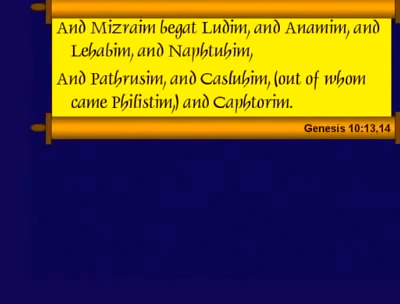 And Mizraim begat Ludim, and Anamim, and
Lehabim, and Naphtuhim,
And Pathrusim, and Casluhim, (out of whom
came Philistim,) and Caphtorim.
Genesis 10:13,14